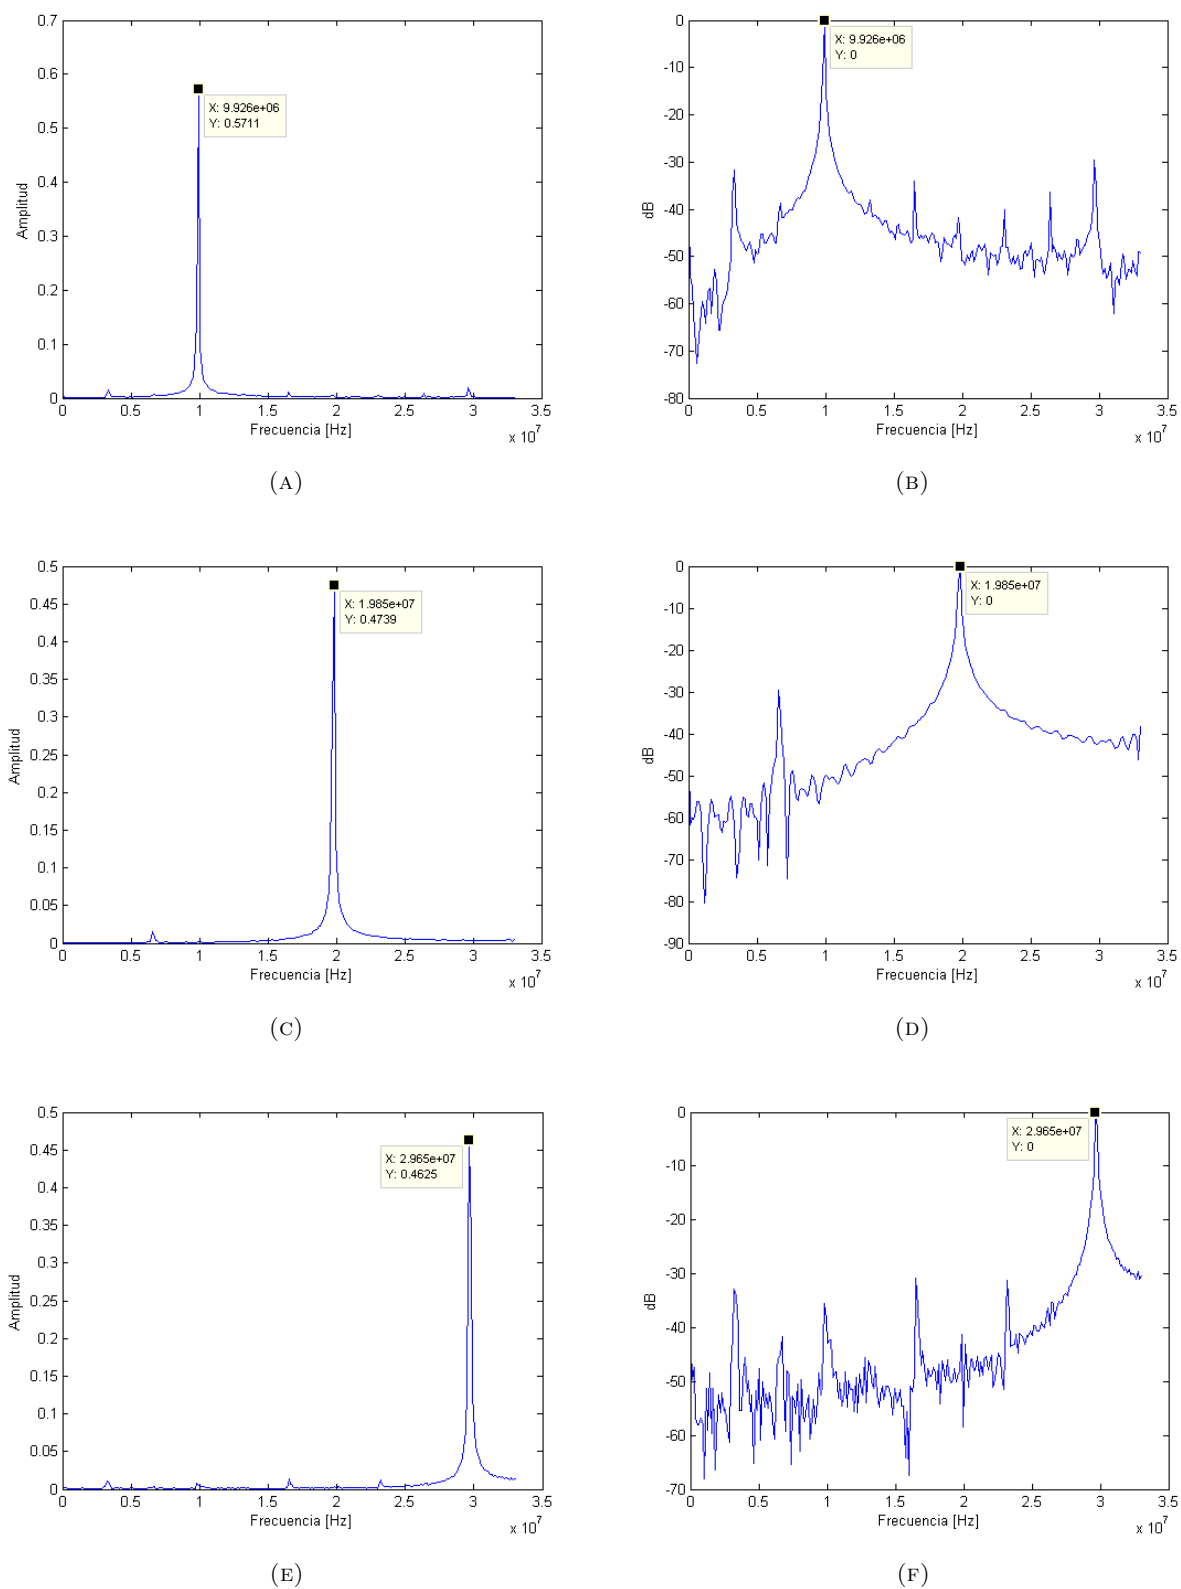 0.7
0.6
0.5
0.4
0.3
0.2
0.1
0
Amplitud
X: 9.926e+06
Y: 0.5711
0 0.5 1 1.5 2 2.5 3 3.5
Frecuencia [Hz]
x 10^7
(A)
0
-10
-20
-30
-40
-50
-60
-70
-80
dB
X: 9.926e+06
Y: 0
0 0.5 1 1.5 2 2.5 3 3.5
Frecuencia [Hz]
x 10^7
(B)
0.5
0.45
0.4
0.35
0.3
0.25
0.2
0.15
0.1
0.05
0
Amplitud
X: 1.985e+07
Y: 0.4739
0 0.5 1 1.5 2 2.5 3 3.5
Frecuencia [Hz]
x 10^7
(C)
0
-10
-20
-30
-40
-50
-60
-70
-80
-90
dB
X: 1.985e+07
Y: 0
0 0.5 1 1.5 2 2.5 3 3.5
Frecuencia [Hz]
x 10^7
(D)
0.5
0.45
0.4
0.35
0.3
0.25
0.2
0.15
0.1
0.05
0
Amplitud
X: 2.965e+07
Y: 0.4625
0 0.5 1 1.5 2 2.5 3 3.5
Frecuencia [Hz]
x 10^7
(E)
0
-10
-20
-30
-40
-50
-60
-70
dB
X: 2.965e+07
Y: 0
0 0.5 1 1.5 2 2.5 3 3.5
Frecuencia [Hz]
x 10^7
(F)